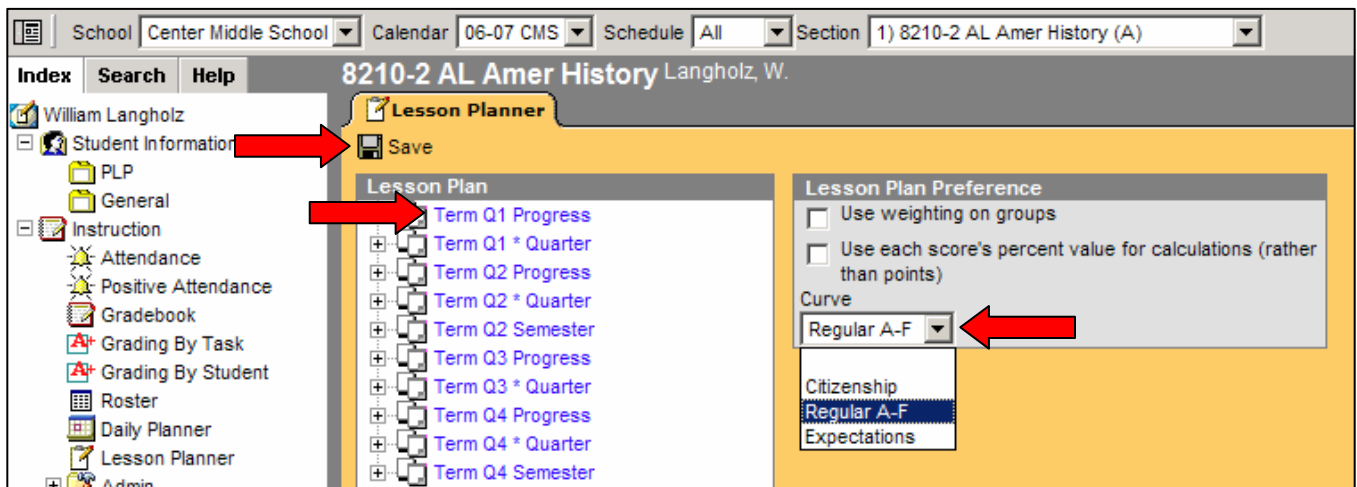 School Center Middle School Calendar 06-07 CMS Schedule All Section 1) 8210-2 AL Amer History (A)
Index Search Help
8210-2 AL Amer History Langholz, W.
William Langholz
Student Information
PLP
General
Instruction
Attendance
Positive Attendance
Gradebook
A+ Grading By Task
A+ Grading By Student
Roster
Daily Planner
Lesson Planner
Admin
Lesson Planner
Save
Lesson Plan
Term Q1 Progress
Term Q1 * Quarter
Term Q2 Progress
Term Q2 * Quarter
Term Q2 Semester
Term Q3 Progress
Term Q3 * Quarter
Term Q4 Progress
Term Q4 * Quarter
Term Q4 Semester
Lesson Plan Preference
Use weighting on groups
Use each score's percent value for calculations (rather
than points)
Curve
Regular A-F
Citizenship
Regular A-F
Expectations